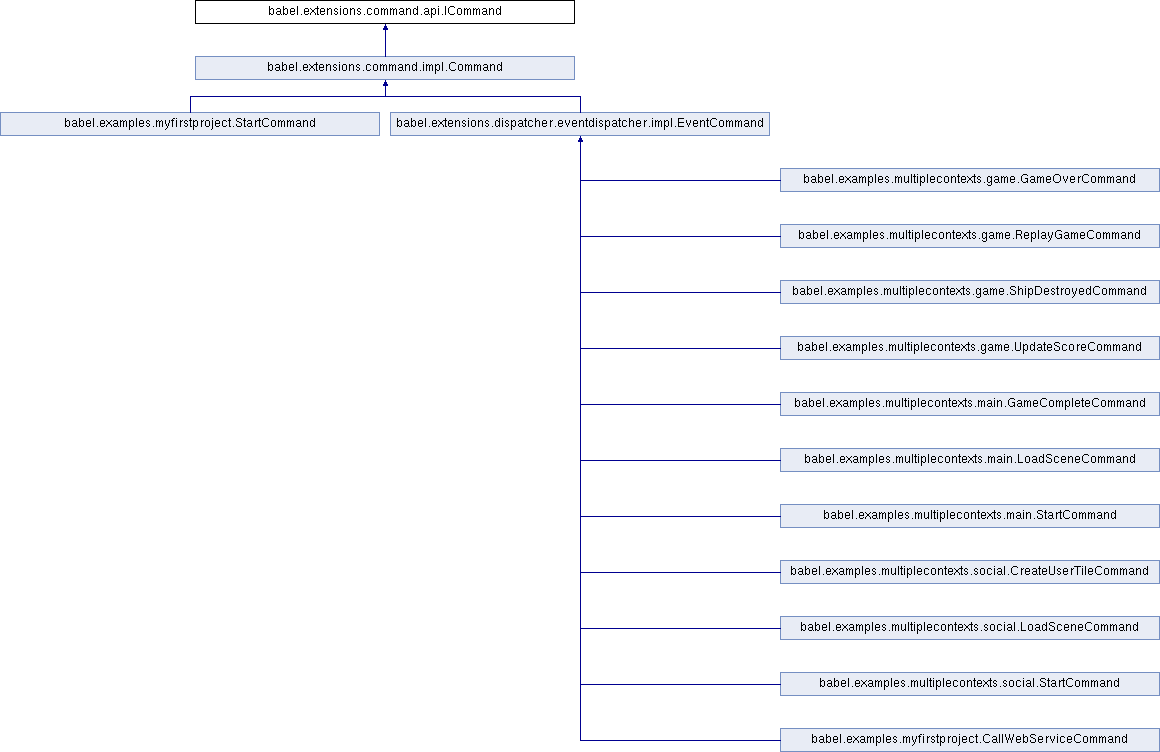 babel.extensions.command.api.ICommand
babel.extensions.command.impl.Command
babel.examples.myfirstproject.StartCommand
babel.extensions.dispatcher.eventdispatcher.impl.EventCommand
babel.examples.multiplecontexts.game.GameOverCommand
babel.examples.multiplecontexts.game.ReplayGameCommand
babel.examples.multiplecontexts.game.ShipDestroyedCommand
babel.examples.multiplecontexts.game.UpdateScoreCommand
babel.examples.multiplecontexts.main.GameCompleteCommand
babel.examples.multiplecontexts.main.LoadSceneCommand
babel.examples.multiplecontexts.main.StartCommand
babel.examples.multiplecontexts.social.CreateUserTileCommand
babel.examples.multiplecontexts.social.LoadSceneCommand
babel.examples.multiplecontexts.social.StartCommand
babel.examples.myfirstproject.CallWebServiceCommand